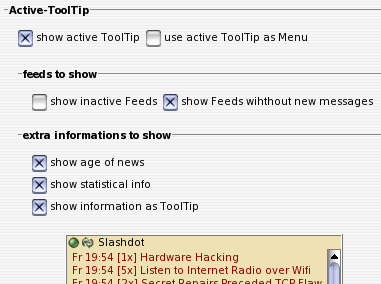 Active-ToolTip
show active ToolTip use active ToolTip as Menu
feeds to show
show inactive Feeds show Feeds wihthout new messages
extra informations to show
show age of news
show statistical info
show information as ToolTip
Slashdot
Fr 19:54 [1x] Hardware Hacking
Fr 19:54 [5x] Listen to Internet Radio over Wifi
Fr 19:54 [2x] Secret Repairs Preceded TCP Flaw